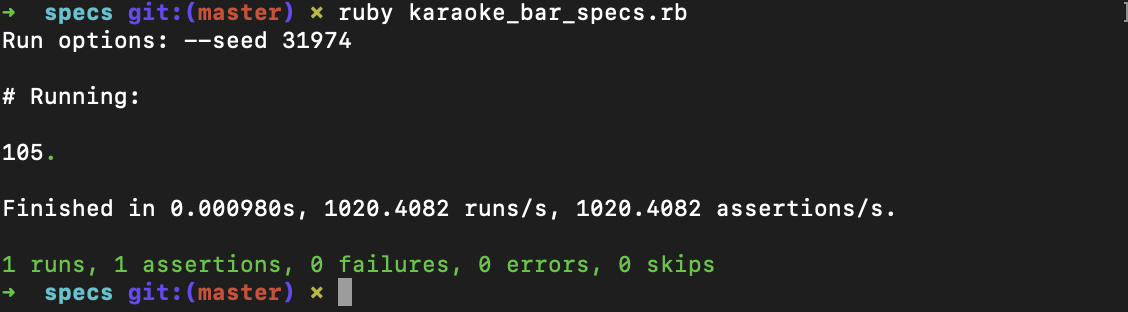 ➜ specs git:(master) ✗ ruby karaoke_bar_specs.rb
Run options: --seed 31974
# Running:
105.
Finished in 0.000980s, 1020.4082 runs/s, 1020.4082 assertions/s.
1 runs, 1 assertions, 0 failures, 0 errors, 0 skips
➜ specs git:(master) ✗